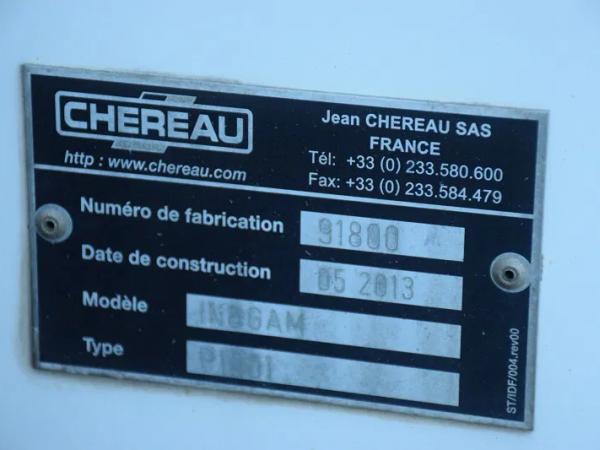 CHEREAU
http : www.chereau.com
Jean CHEREAU SAS
FRANCE
Tél: +33 (0) 233.580.600
Fax: +33 (0) 233.584.479
Numéro de fabrication 91800 A
Date de construction 05 2013
Modèle INOGAM
Type
ST/IDF/004.rev00